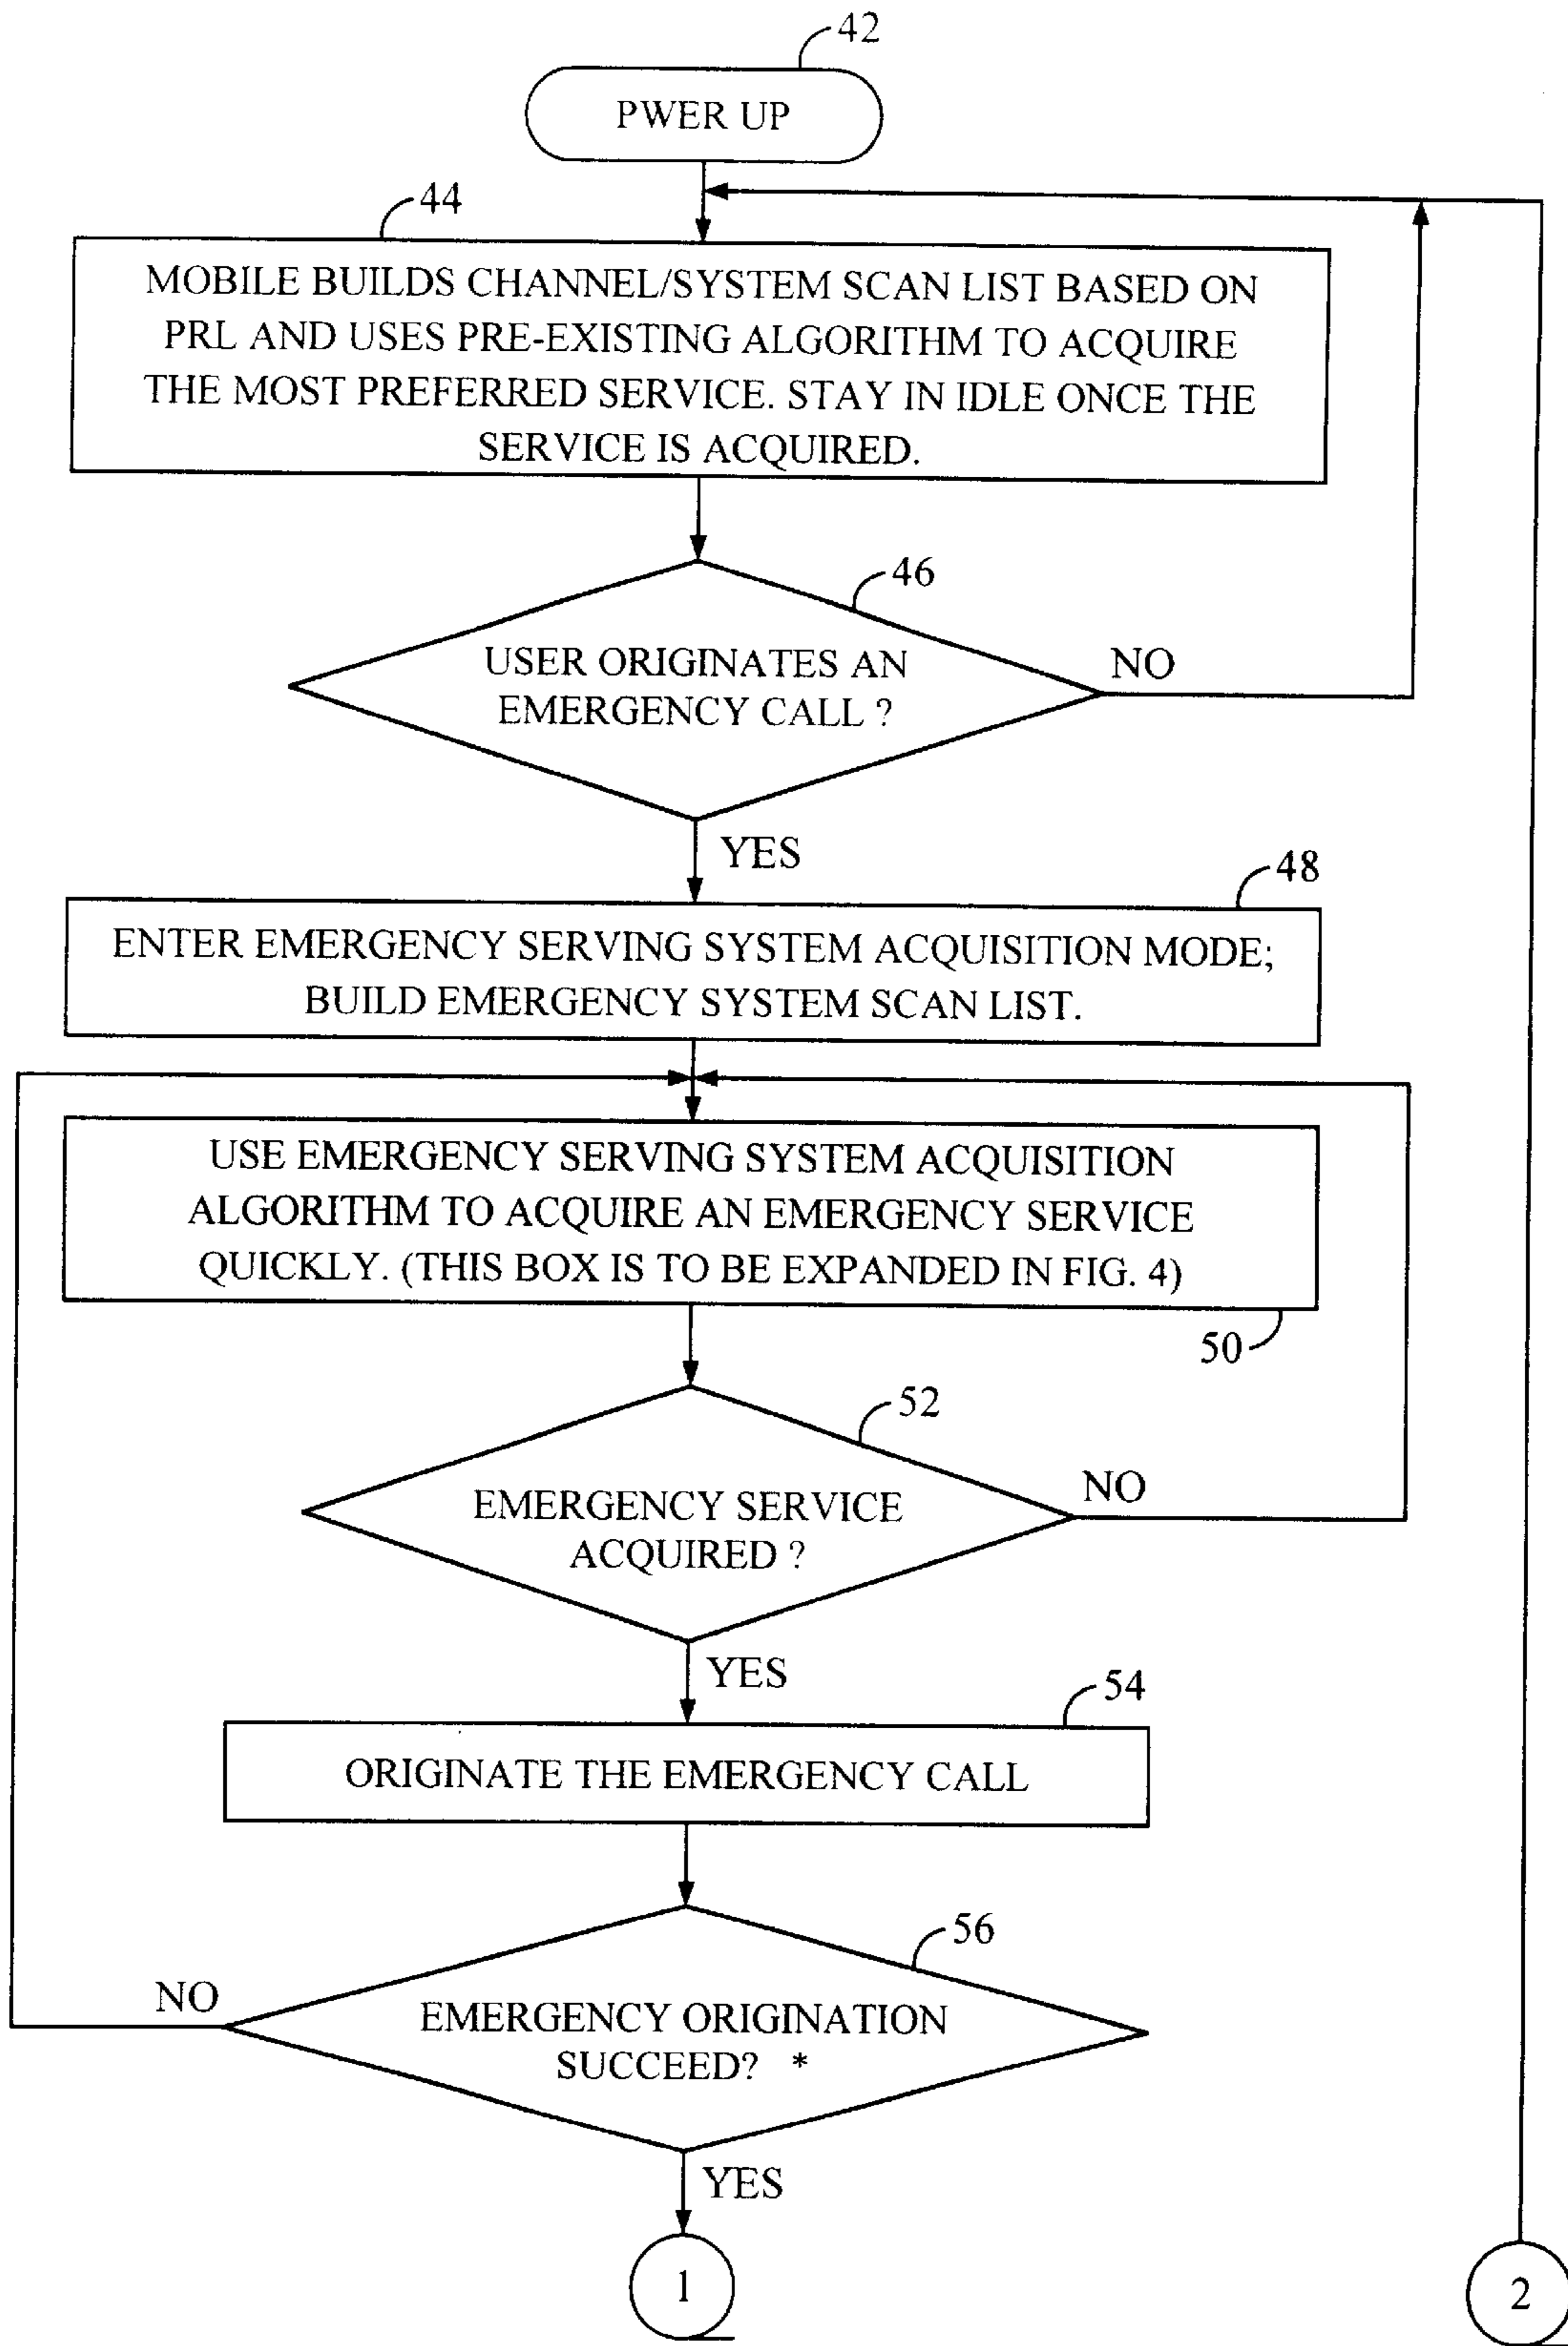 42
PWER UP
44
MOBILE BUILDS CHANNEL/SYSTEM SCAN LIST BASED ON
PRL AND USES PRE-EXISTING ALGORITHM TO ACQUIRE
THE MOST PREFERRED SERVICE. STAY IN IDLE ONCE THE
SERVICE IS ACQUIRED.
46
USER ORIGINATES AN
EMERGENCY CALL ?
NO
YES
48
ENTER EMERGENCY SERVING SYSTEM ACQUISITION MODE;
BUILD EMERGENCY SYSTEM SCAN LIST.
USE EMERGENCY SERVING SYSTEM ACQUISITION
ALGORITHM TO ACQUIRE AN EMERGENCY SERVICE
QUICKLY. (THIS BOX IS TO BE EXPANDED IN FIG. 4)
50
52
EMERGENCY SERVICE
ACQUIRED ?
NO
YES
54
ORIGINATE THE EMERGENCY CALL
56
NO
EMERGENCY ORIGINATION
SUCCEED? *
YES
1
2